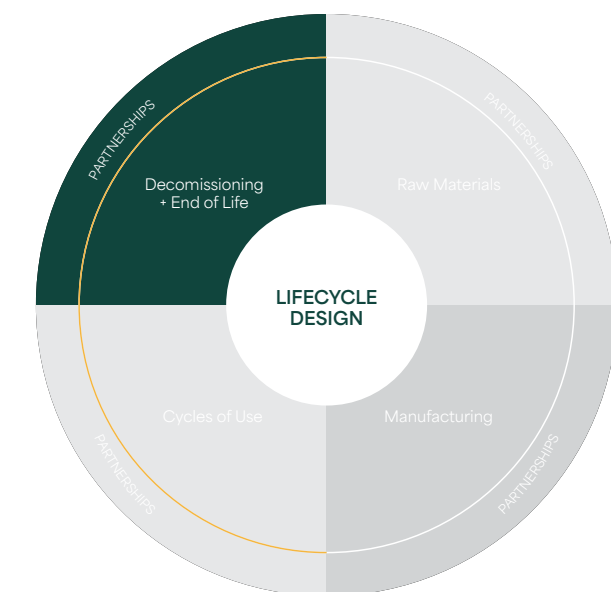 PARTNERSHIPS
PARTNERSHIPS
Decomissioning
+ End of Life
Raw Materials
LIFECYCLE
DESIGN
Cycles of Use
Manufacturing
PARTNERSHIPS
PARTNERSHIPS